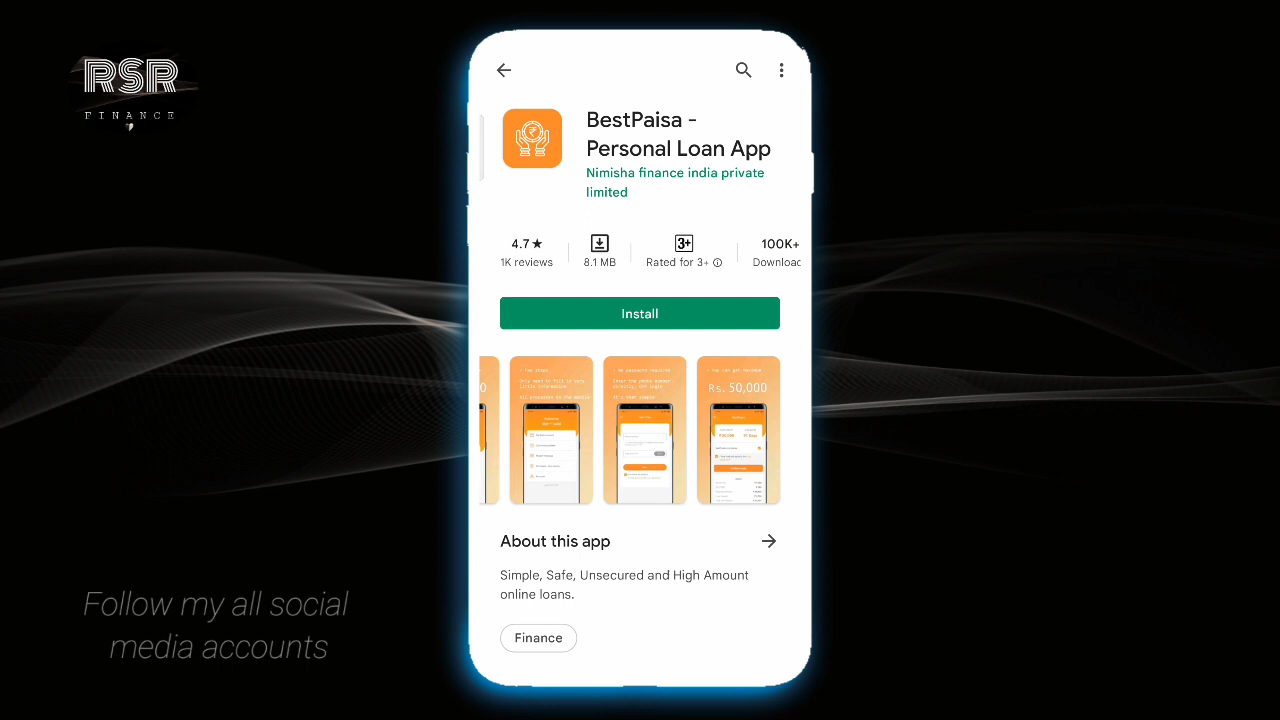 RSR
FINANCE
BestPaisa -
Personal Loan App
Nimisha finance india private
limited
4.7★
1K reviews
8.1 MB
3+
Rated for 3+
100K+
Downloac
Install
Rs. 50,000
About this app
Simple, Safe, Unsecured and High Amount
online loans.
Finance
Follow my all social
media accounts